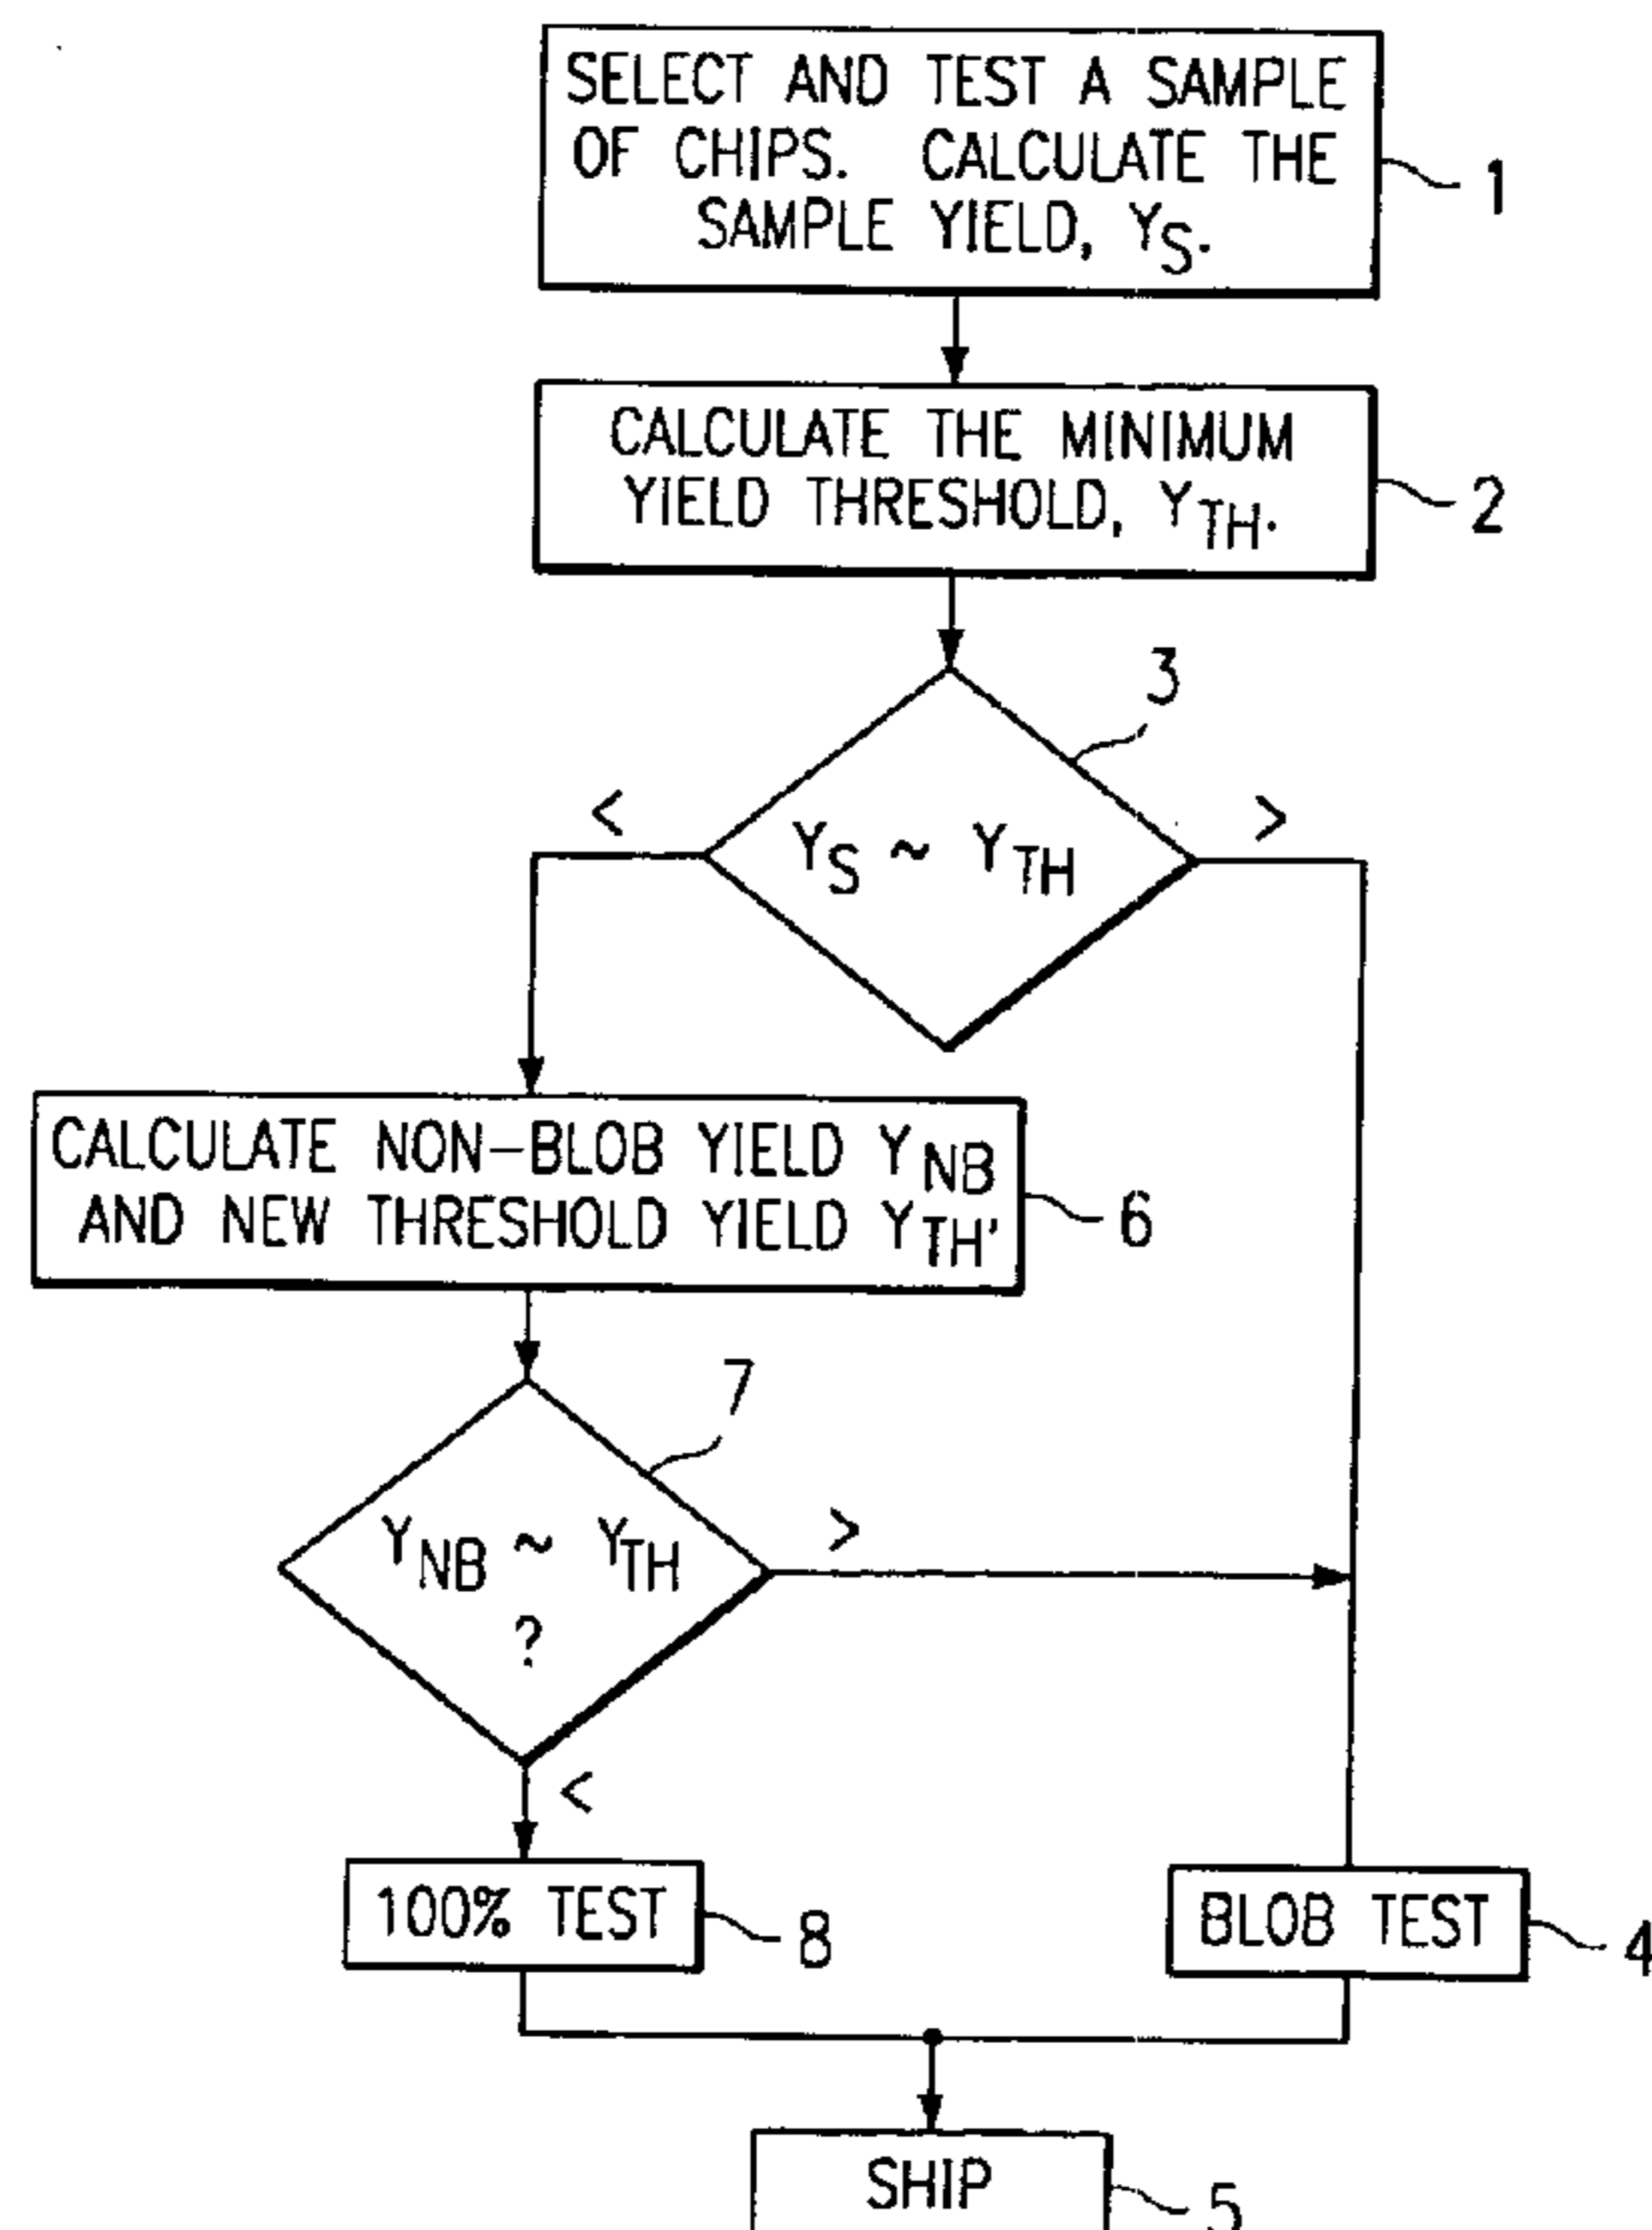 SELECT AND TEST A SAMPLE
OF CHIPS. CALCULATE THE
SAMPLE YIELD, YS.
1
CALCULATE THE MINIMUM
YIELD THRESHOLD, YTH.
2
3
<
YS ~ YTH
>
CALCULATE NON-BLOB YIELD YNB
AND NEW THRESHOLD YIELD YTH'
6
7
YNB ~ YTH
?
>
<
100% TEST
8
BLOB TEST
4
SHIP
5